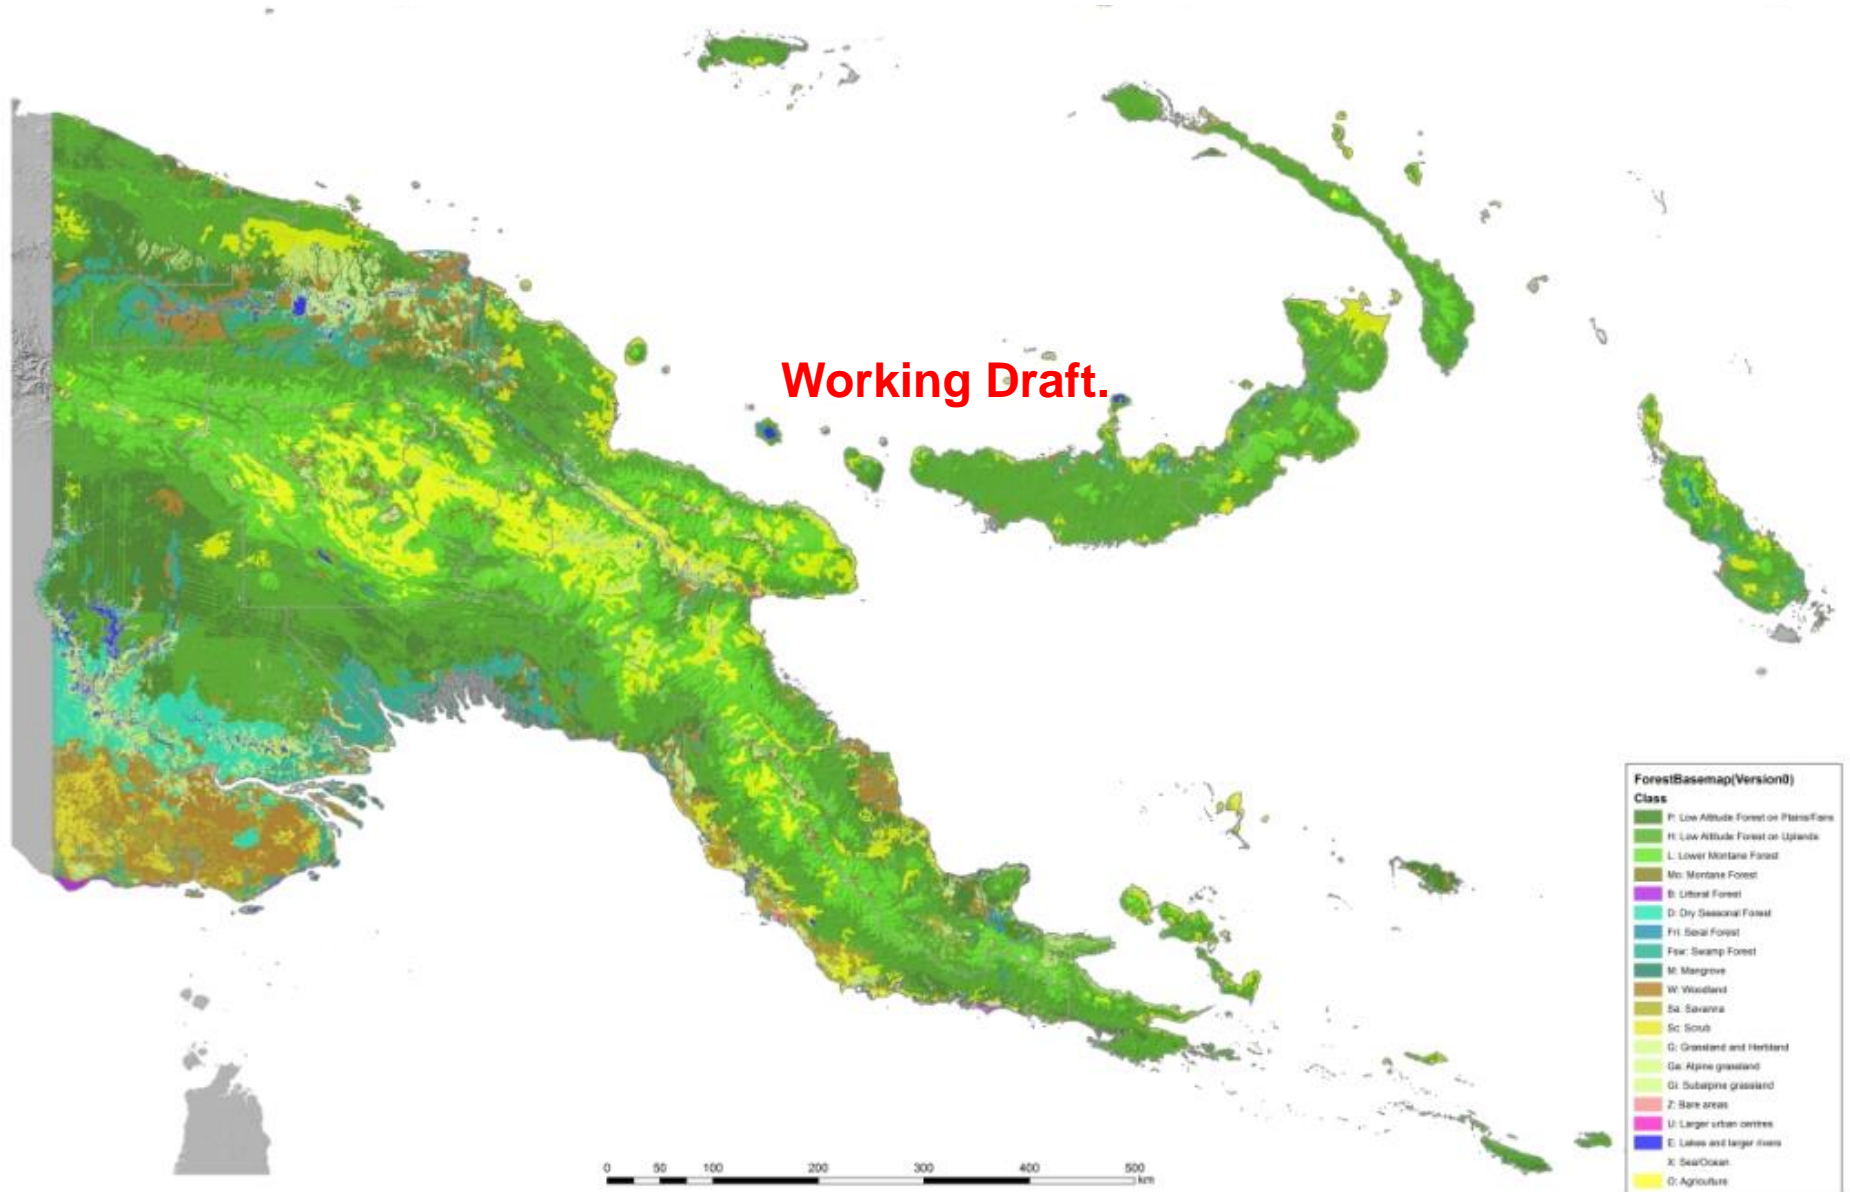 Working Draft.
ForestBasemap(Version0)
Class
P: Low Altitude Forest on Plains/Fans
H: Low Altitude Forest on Uplands
L: Lower Montane Forest
Mo: Montane Forest
B: Littoral Forest
D: Dry Seasonal Forest
Fri: Seral Forest
Fsw: Swamp Forest
M: Mangrove
W: Woodland
Sa: Savanna
Sc: Scrub
G: Grassland and Herbland
Ga: Alpine grassland
Gi: Subalpine grassland
Z: Bare areas
U: Larger urban centres
E: Lakes and larger rivers
X: Sea/Ocean
O: Agriculture
0 50 100 200 300 400 500
km